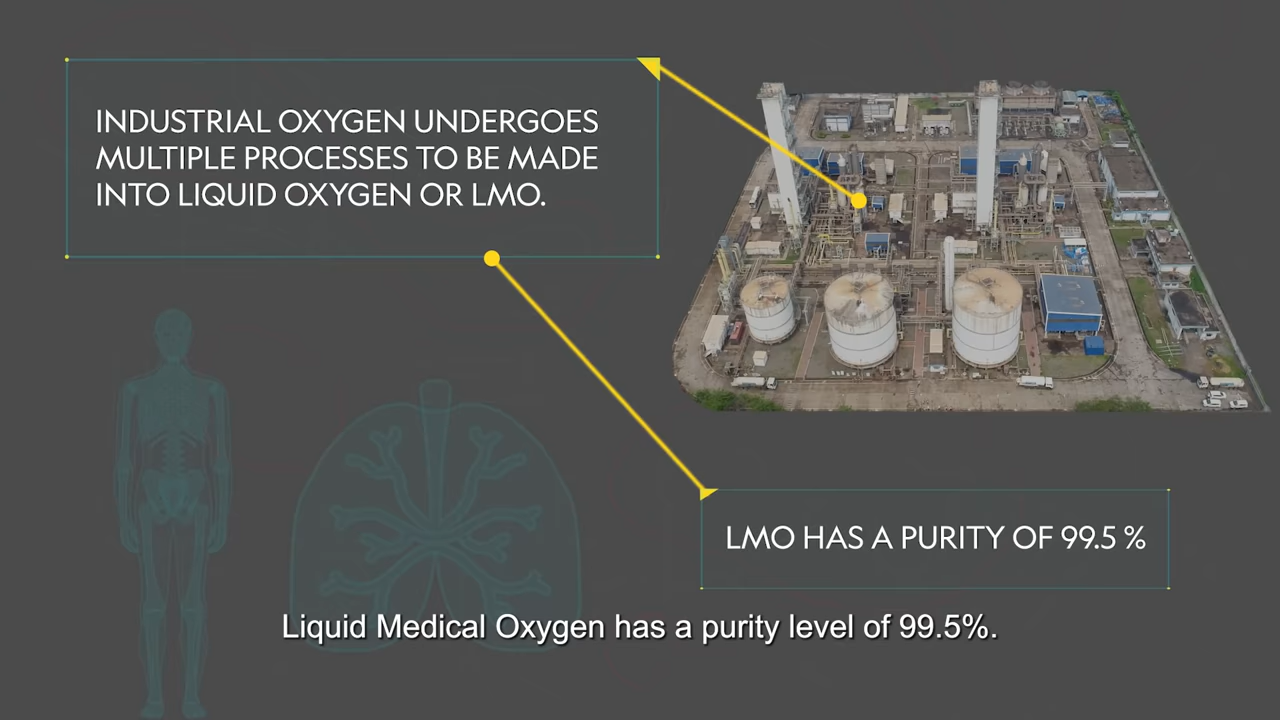 INDUSTRIAL OXYGEN UNDERGOES
MULTIPLE PROCESSES TO BE MADE
INTO LIQUID OXYGEN OR LMO.
LMO HAS A PURITY OF 99.5 %
Liquid Medical Oxygen has a purity level of 99.5%.